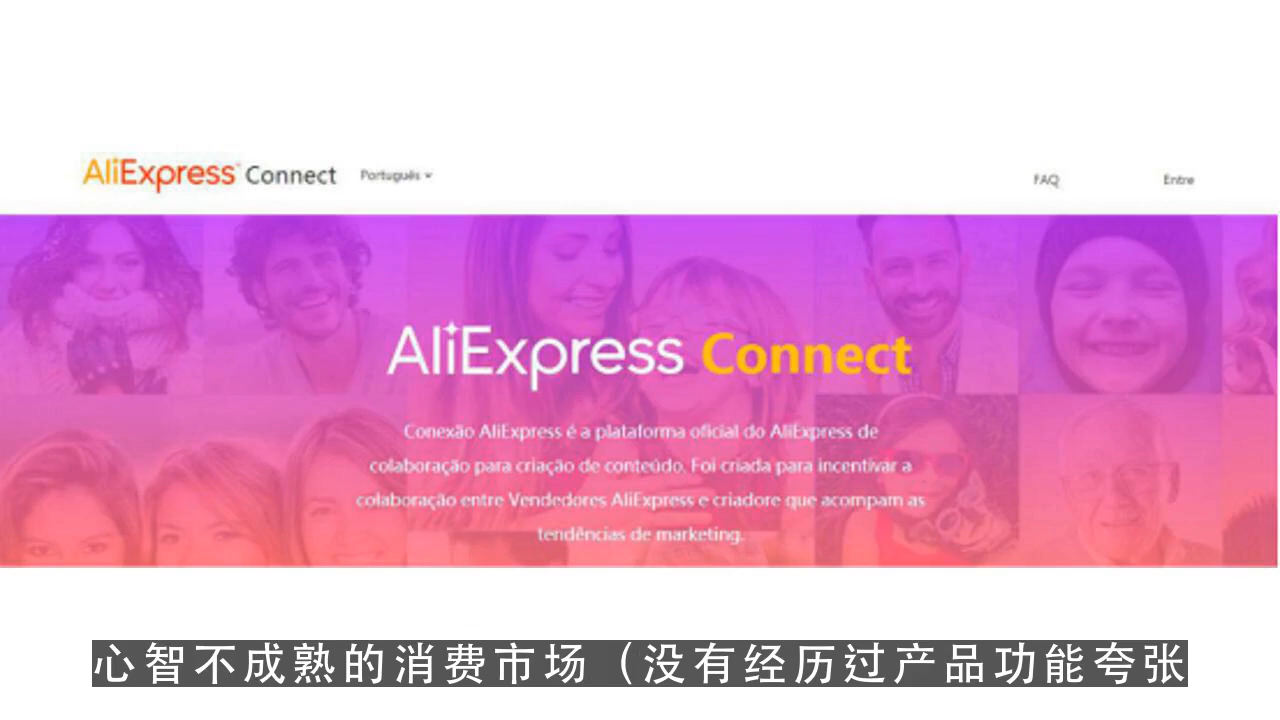 AliExpress Connect Português FAQ Entre
AliExpress Connect
Conexão AliExpress é a plataforma oficial do AliExpress de
colaboração para criação de conteúdo. Foi criada para incentivar a
colaboração entre Vendedores AliExpress e criadore que acompam as
tendências de marketing.
心智不成熟的消费市场（没有经历过产品功能夸张